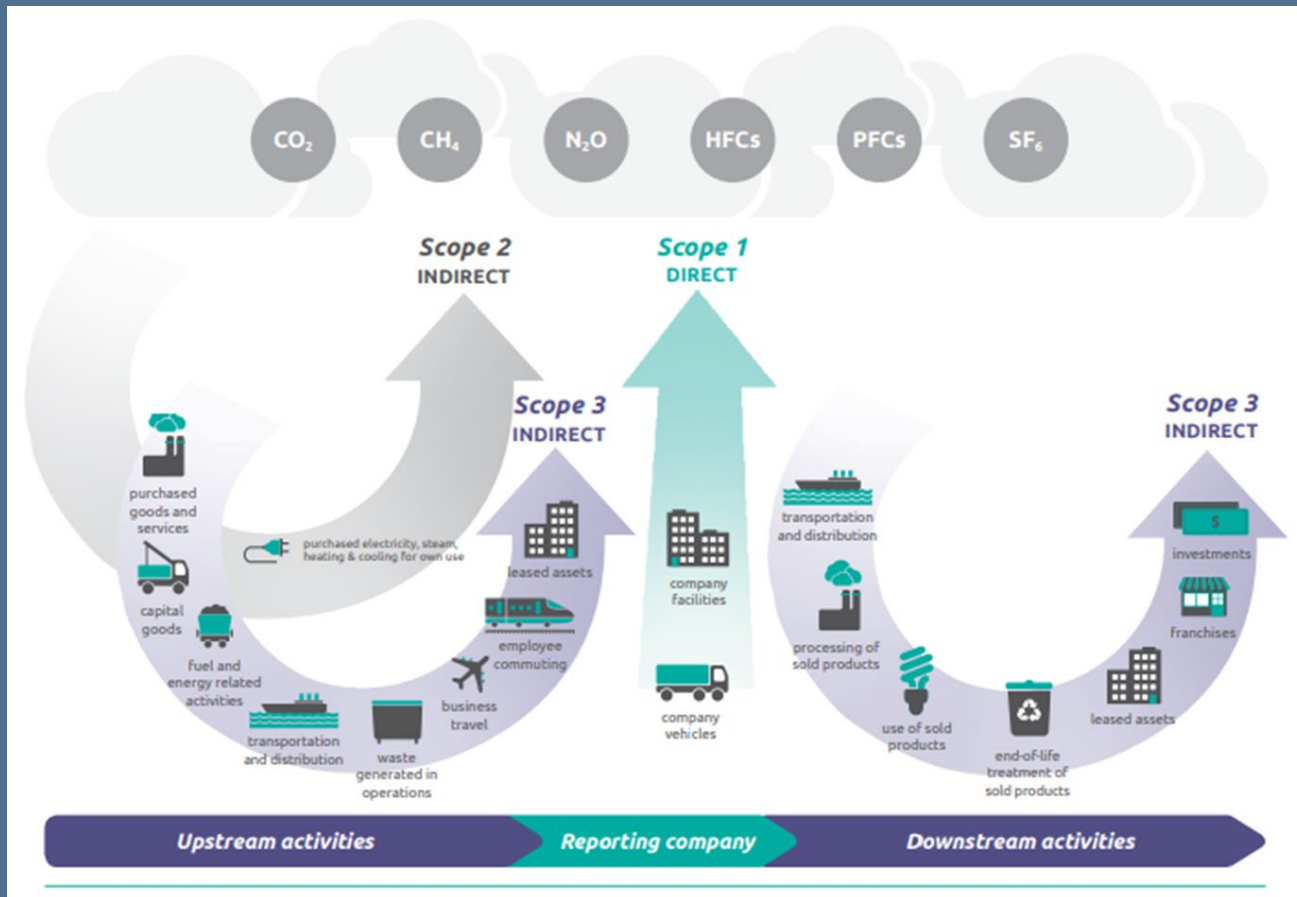 CO₂
CH₄
N₂O
HFCs
PFCs
SF₆
Scope 2
INDIRECT
Scope 1
DIRECT
Scope 3
INDIRECT
Scope 3
INDIRECT
purchased
goods and
services
capital
goods
fuel and
energy related
activities
transportation
and distribution
waste
generated in
operations
business
travel
employee
commuting
leased assets
purchased electricity, steam,
heating & cooling for own use
company
facilities
company
vehicles
transportation
and distribution
processing of
sold products
use of sold
products
end-of-life
treatment of
sold products
leased assets
franchises
investments
$
Upstream activities
Reporting company
Downstream activities